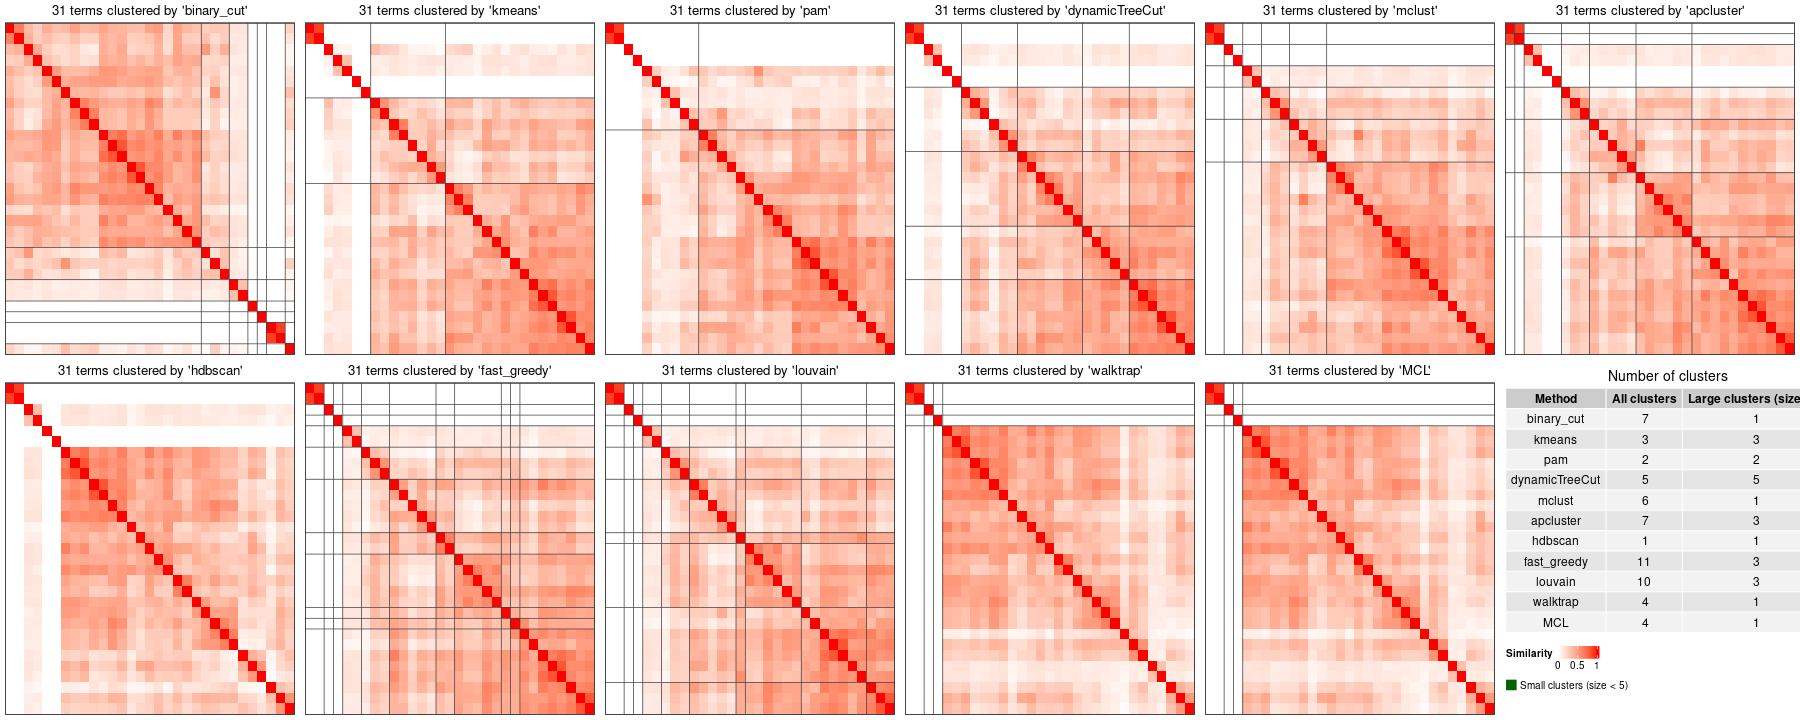 31 terms clustered by 'binary_cut'
31 terms clustered by 'kmeans'
31 terms clustered by 'pam'
31 terms clustered by 'dynamicTreeCut'
31 terms clustered by 'mclust'
31 terms clustered by 'apcluster'
31 terms clustered by 'hdbscan'
31 terms clustered by 'fast_greedy'
31 terms clustered by 'louvain'
31 terms clustered by 'walktrap'
31 terms clustered by 'MCL'
Number of clusters
Method All clusters Large clusters (size
binary_cut 7 1
kmeans 3 3
pam 2 2
dynamicTreeCut 5 5
mclust 6 1
apcluster 7 3
hdbscan 1 1
fast_greedy 11 3
louvain 10 3
walktrap 4 1
MCL 4 1
Similarity
0 0.5 1
Small clusters (size < 5)